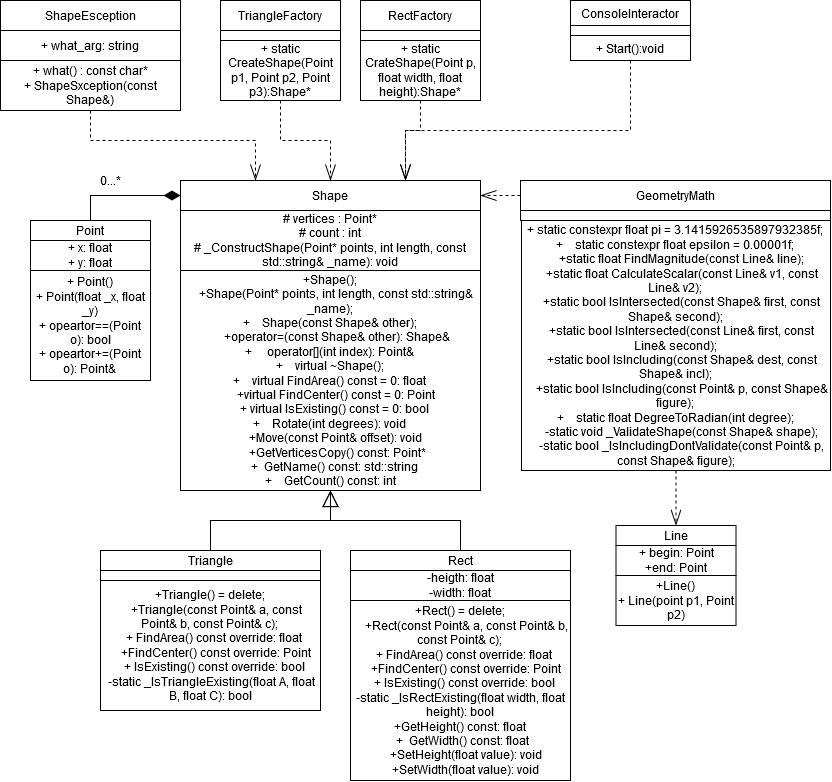 ShapeException
+ what_arg: string
+ what() : const char*
+ ShapeSxception(const
Shape&)
TriangleFactory
+ static
CreateShape(Point
p1, Point p2, Point
p3):Shape*
RectFactory
+ static
CrateShape(Point p,
float width, float
height):Shape*
ConsoleInteractor
+ Start():void
0...*
Point
+ x: float
+ y: float
+ Point()
+ Point(float _x, float
_y)
+ opeartor==(Point
o): bool
+ opeartor+=(Point
o): Point&
Shape
# vertices : Point*
# count : int
# _ConstructShape(Point* points, int length, const
std::string& _name): void
+Shape();
+Shape(Point* points, int length, const std::string&
_name);
+ Shape(const Shape& other);
+operator=(const Shape& other): Shape&
+ operator[](int index): Point&
+ virtual ~Shape();
+ virtual FindArea() const = 0: float
+virtual FindCenter() const = 0: Point
+ virtual IsExisting() const = 0: bool
+ Rotate(int degrees): void
+Move(const Point& offset): void
+GetVerticesCopy() const: Point*
+ GetName() const: std::string
+ GetCount() const: int
GeometryMath
+ static constexpr float pi = 3.1415926535897932385f;
+ static constexpr float epsilon = 0.00001f;
+static float FindMagnitude(const Line& line);
+static float CalculateScalar(const Line& v1, const
Line& v2);
+static bool IsIntersected(const Shape& first, const
Shape& second);
+static bool IsIntersected(const Line& first, const
Line& second);
+static bool IsIncluding(const Shape& dest, const
Shape& incl);
+static bool IsIncluding(const Point& p, const Shape&
figure);
+ static float DegreeToRadian(int degree);
-static void _ValidateShape(const Shape& shape);
-static bool _IsIncludingDontValidate(const Point& p,
const Shape& figure);
Line
+ begin: Point
+end: Point
+Line()
+ Line(point p1, Point
p2)
Triangle
+Triangle() = delete;
+Triangle(const Point& a, const
Point& b, const Point& c);
+ FindArea() const override: float
+FindCenter() const override: Point
+ IsExisting() const override: bool
-static _IsTriangleExisting(float A, float
B, float C): bool
Rect
-heigth: float
-width: float
+Rect() = delete;
+Rect(const Point& a, const Point& b,
const Point& c);
+ FindArea() const override: float
+FindCenter() const override: Point
+ IsExisting() const override: bool
-static _IsRectExisting(float width, float
height): bool
+GetHeight() const: float
+ GetWidth() const: float
+SetHeight(float value): void
+SetWidth(float value): void